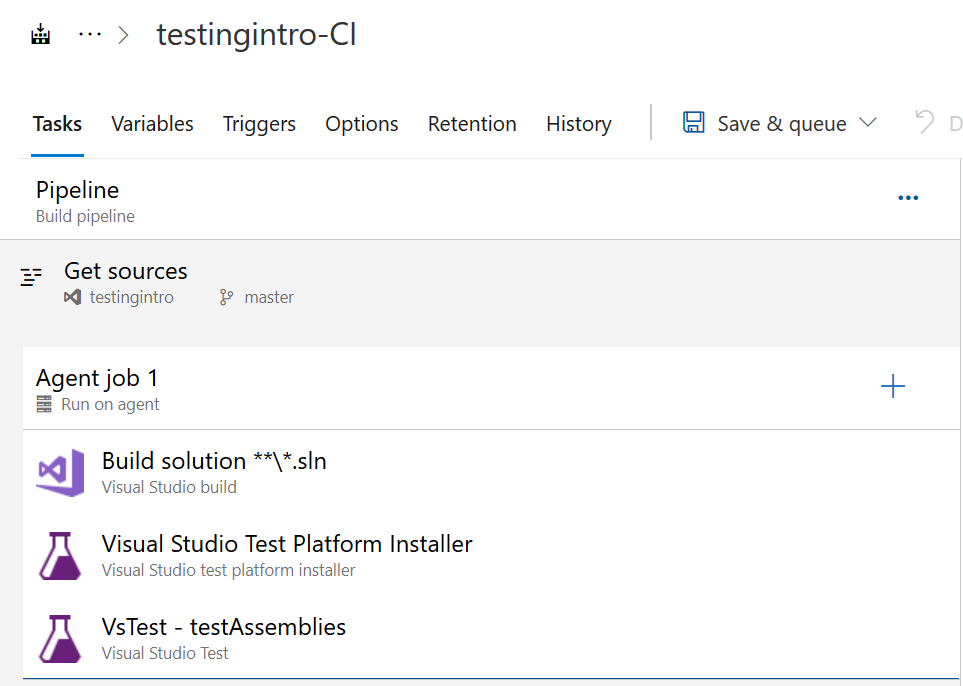 ... > testingintro-CI
Tasks Variables Triggers Options Retention History Save & queue D
Pipeline
Build pipeline
Get sources
testingintro master
Agent job 1
Run on agent
Build solution **\*.sln
Visual Studio build
Visual Studio Test Platform Installer
Visual Studio test platform installer
VsTest - testAssemblies
Visual Studio Test